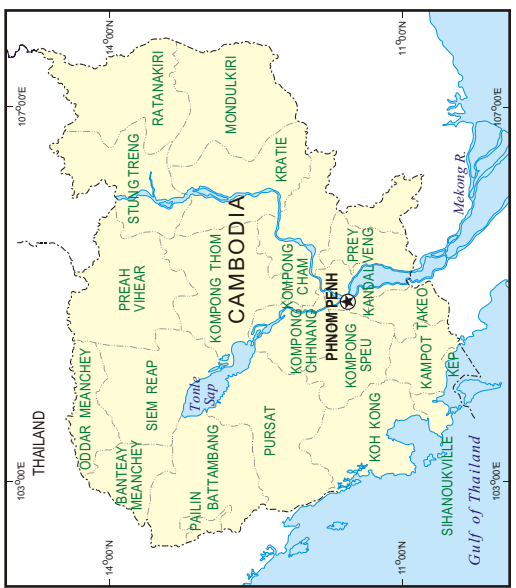 103°00'E
107°00'E
THAILAND
ODDAR MEANCHEY
14°00'N
14°00'N
BANTEAY
MEANCHEY
PREAH
VIHEAR
STUNG TRENG
SIEM REAP
RATANAKIRI
Tonle
Sap
PAILIN
BATTAMBANG
KOMPONG THOM
MONDULKIRI
CAMBODIA
PURSAT
KRATIE
KOMPONG
CHAM
KOMPONG
CHHNANG
PHNOM PENH
KOMPONG
SPEU
PREY
KANDAL VENG
KOH KONG
11°00'N
11°00'N
KAMPOT TAKEO
SIHANOUKVILLE
KEP
Mekong R.
Gulf of Thailand
103°00'E
107°00'E